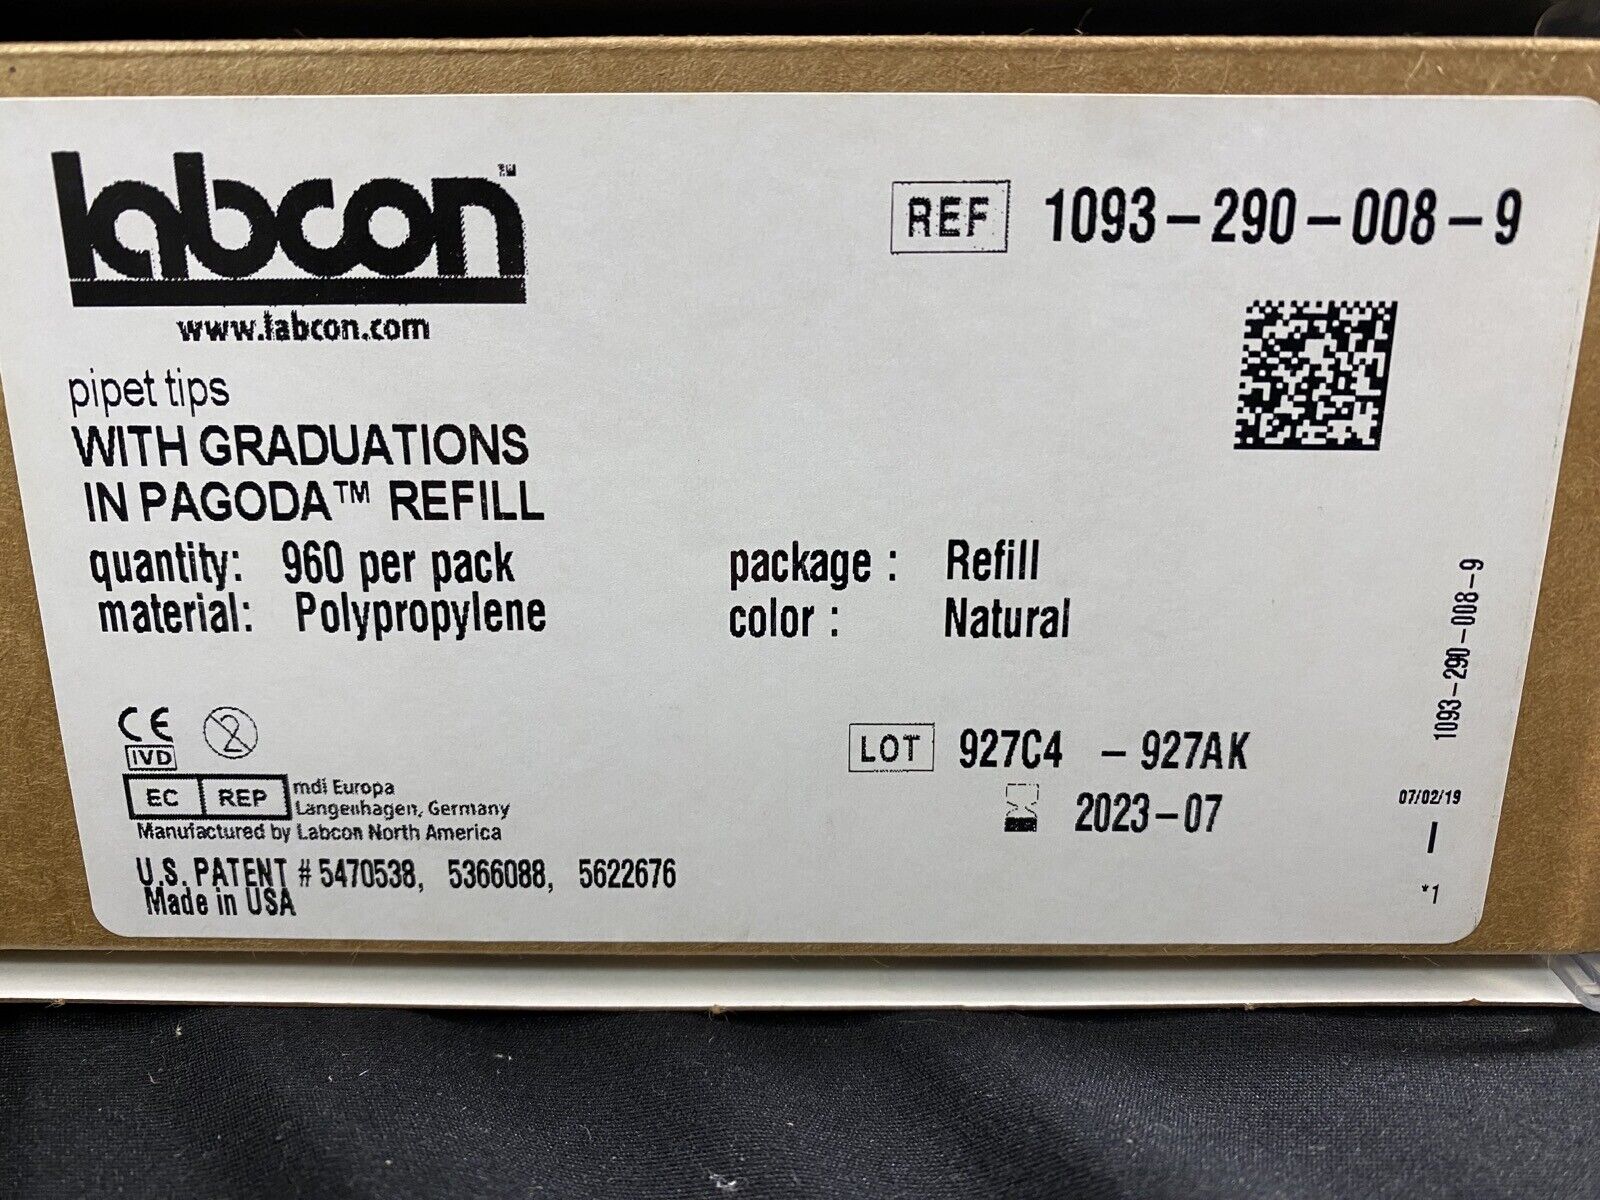 labcon™
www.labcon.com
REF 1093-290-008-9
pipet tips
WITH GRADUATIONS
IN PAGODA™ REFILL
quantity: 960 per pack
material: Polypropylene
package : Refill
color : Natural
1093-290-008-9
CE
IVD
2
EC REP
mdi Europa
Langenhagen, Germany
Manufactured by Labcon North America
U.S. PATENT # 5470538, 5366088, 5622676
Made in USA
LOT 927C4 -927AK
2023-07
07/02/19
I
*1